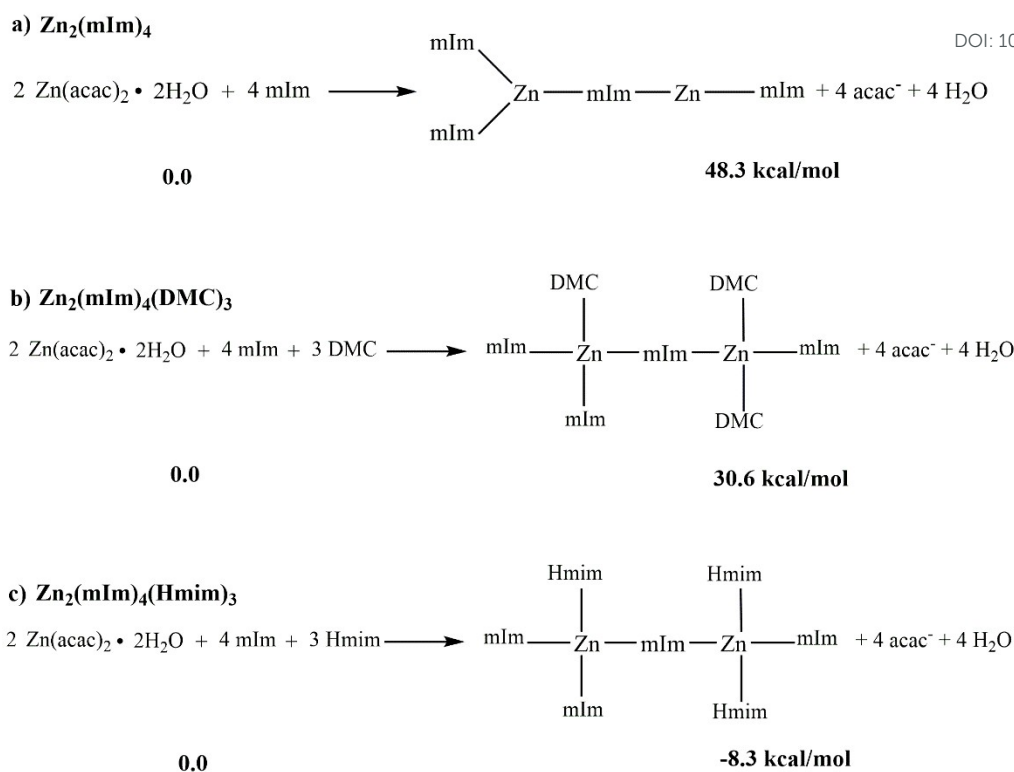 a) Zn₂(mIm)₄
DOI: 10
mIm
2 Zn(acac)₂ • 2H₂O + 4 mIm
Zn
mIm
Zn
mIm + 4 acac⁻ + 4 H₂O
mIm
0.0
48.3 kcal/mol
b) Zn₂(mIm)₄(DMC)₃
DMC
DMC
2 Zn(acac)₂ • 2H₂O + 4 mIm + 3 DMC
mIm
Zn
mIm
Zn
mIm + 4 acac⁻ + 4 H₂O
mIm
DMC
0.0
30.6 kcal/mol
c) Zn₂(mIm)₄(Hmim)₃
Hmim
Hmim
2 Zn(acac)₂ • 2H₂O + 4 mIm + 3 Hmim
mIm
Zn
mIm
Zn
mIm + 4 acac⁻ + 4 H₂O
mIm
Hmim
0.0
-8.3 kcal/mol